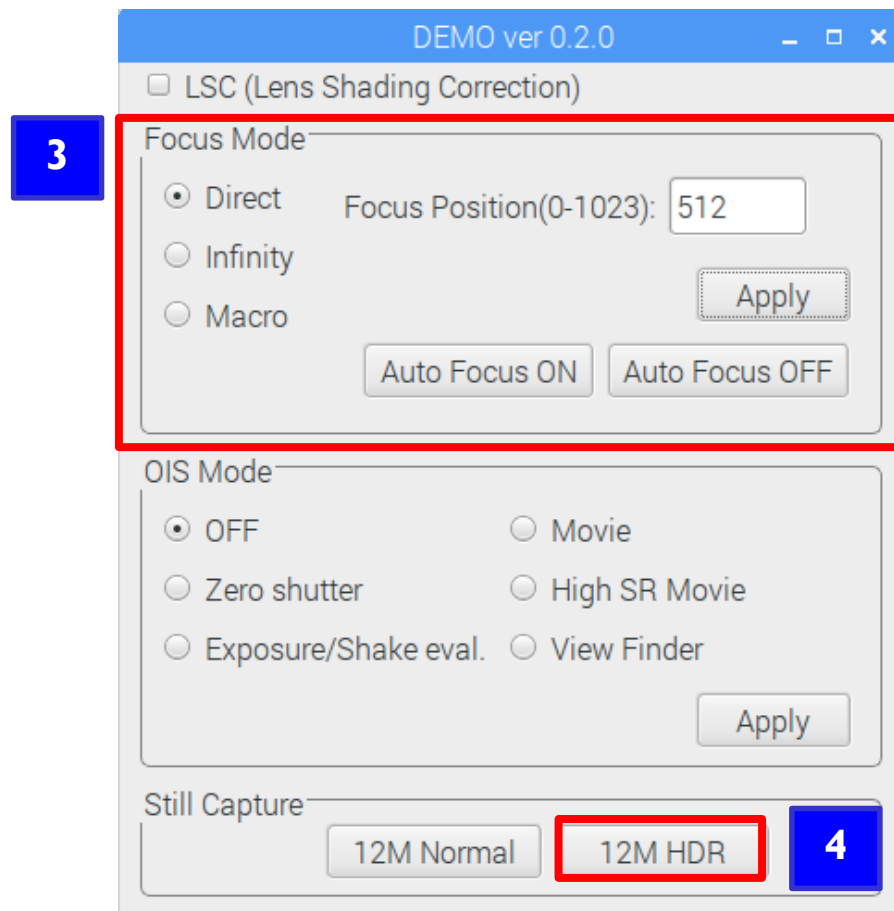 DEMO ver 0.2.0
LSC (Lens Shading Correction)
3
Focus Mode
Direct
Focus Position(0-1023): 512
Infinity
Macro
Apply
Auto Focus ON Auto Focus OFF
OIS Mode
OFF Movie
Zero shutter High SR Movie
Exposure/Shake eval. View Finder
Apply
Still Capture
12M Normal 12M HDR 4